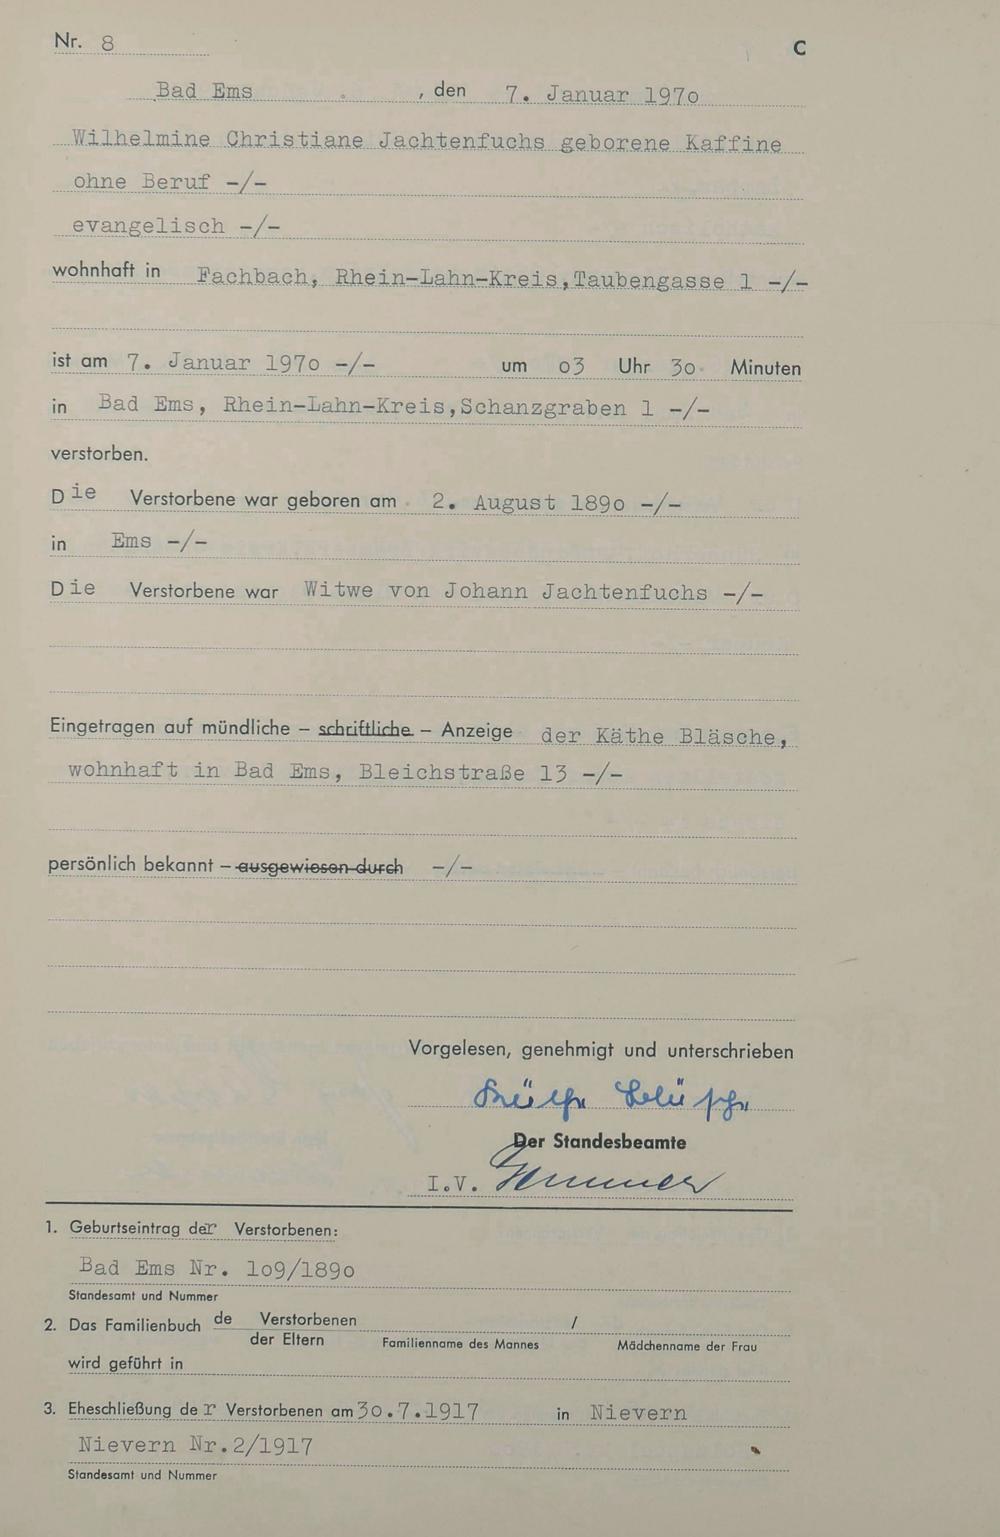 Nr. 8
C
Bad Ems , den 7. Januar 197o
Wilhelmine Christiane Jachtenfuchs geborene Kaffine
ohne Beruf -/-
evangelisch -/-
wohnhaft in Fachbach, Rhein-Lahn-Kreis,Taubengasse 1 -/-
ist am 7. Januar 197o -/- um o3 Uhr 3o Minuten
in Bad Ems, Rhein-Lahn-Kreis,Schanzgraben 1 -/-
verstorben.
Die Verstorbene war geboren am 2. August 189o -/-
in Ems -/-
Die Verstorbene war Witwe von Johann Jachtenfuchs -/-
Eingetragen auf mündliche – schriftliche – Anzeige der Käthe Bläsche,
wohnhaft in Bad Ems, Bleichstraße 13 -/-
persönlich bekannt – ausgewiesen durch -/-
Vorgelesen, genehmigt und unterschrieben
Käthe Bläsche
Der Standesbeamte
I.V.
1. Geburtseintrag der Verstorbenen:
Bad Ems Nr. 1o9/189o
Standesamt und Nummer
2. Das Familienbuch de Verstorbenen /
der Eltern Familienname des Mannes Mädchenname der Frau
wird geführt in
3. Eheschließung der Verstorbenen am 3o.7.1917 in Nievern
Nievern Nr.2/1917
Standesamt und Nummer